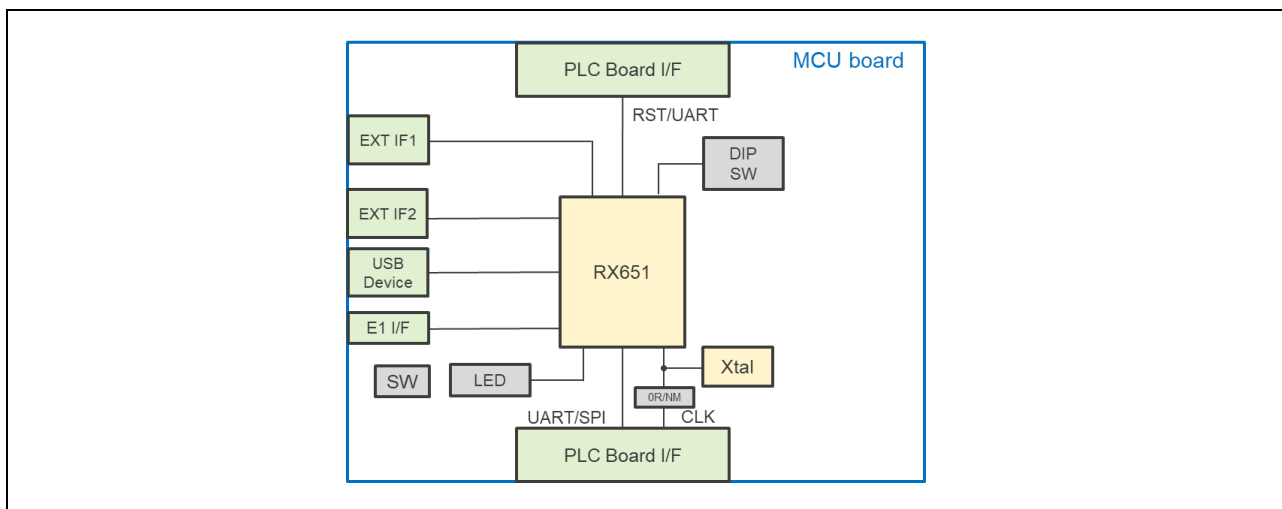 MCU board
PLC Board I/F
RST/UART
EXT IF1
DIP
SW
EXT IF2
RX651
USB
Device
E1 I/F
Xtal
SW
LED
0R/NM
UART/SPI
CLK
PLC Board I/F